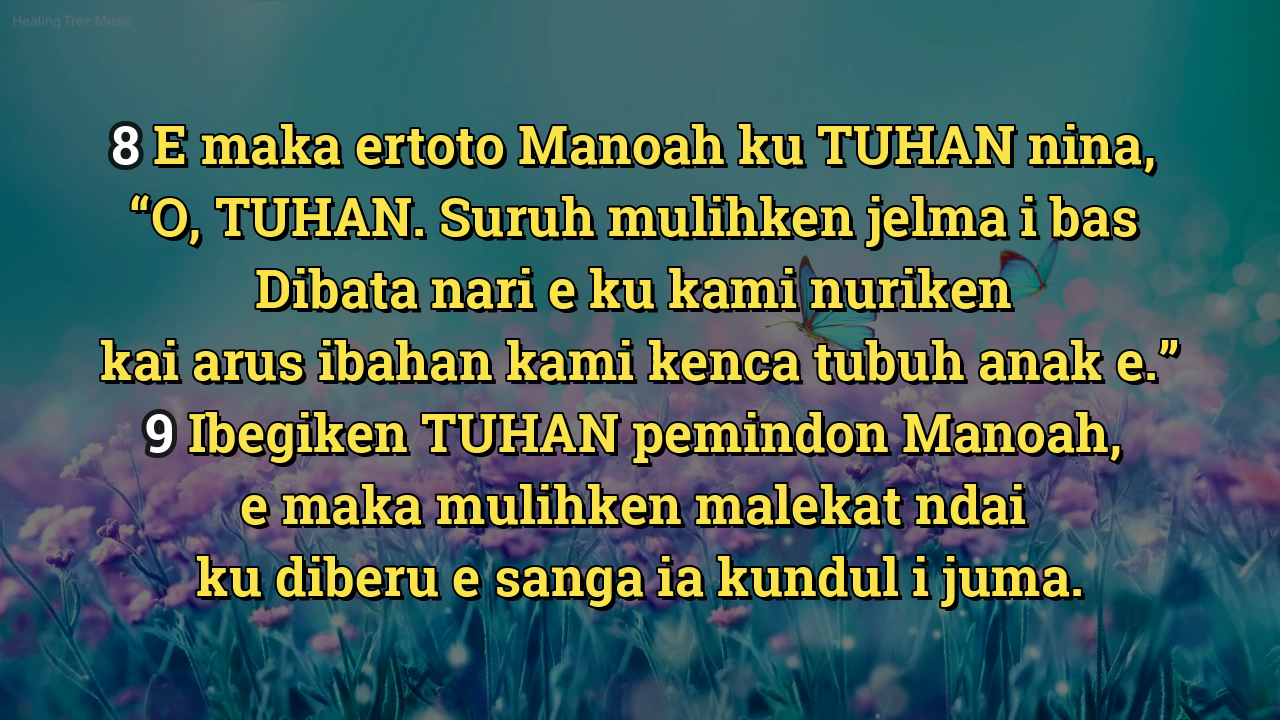 Healing Tree Music
8 E maka ertoto Manoah ku TUHAN nina,
“O, TUHAN. Suruh mulihken jelma i bas
Dibata nari e ku kami nuriken
kai arus ibahan kami kenca tubuh anak e.”
9 Ibegiken TUHAN pemindon Manoah,
e maka mulihken malekat ndai
ku diberu e sanga ia kundul i juma.